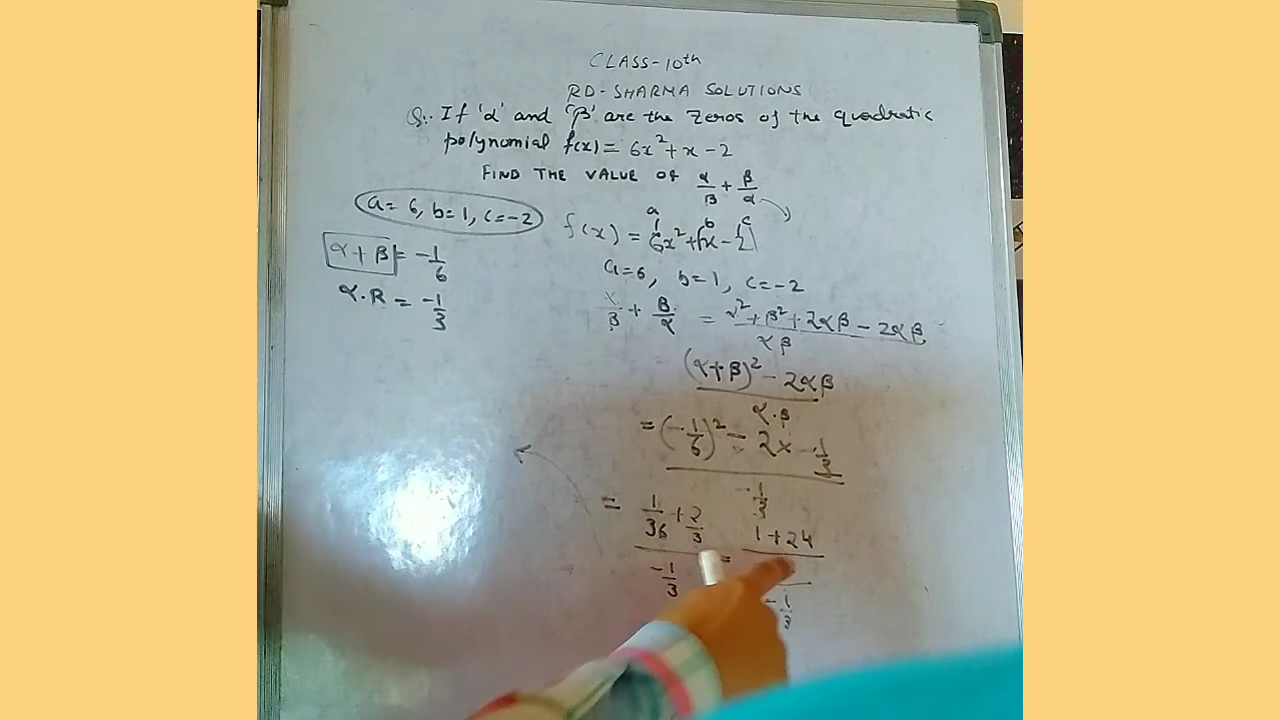 CLASS-10th
RD-SHARMA SOLUTIONS
Q:. If 'α' and 'β' are the zeros of the quadratic
polynomial f(x) = 6x² + x - 2
FIND THE VALUE OF α/β + β/α
a = 6, b = 1, c = -2
α + β = -1/6
α.β = -1/3
a b c
f(x) = 6x² + 1x - 2
a = 6, b = 1, c = -2
α/β + β/α = (α² + β² + 2αβ - 2αβ)/αβ
((α+β)² - 2αβ)/α.β
= ((-1/6)² - 2x -1/3)/(-1/3)
= (1/36 + 2/3)/(-1/3) = (1+24)/ /(-1/3)